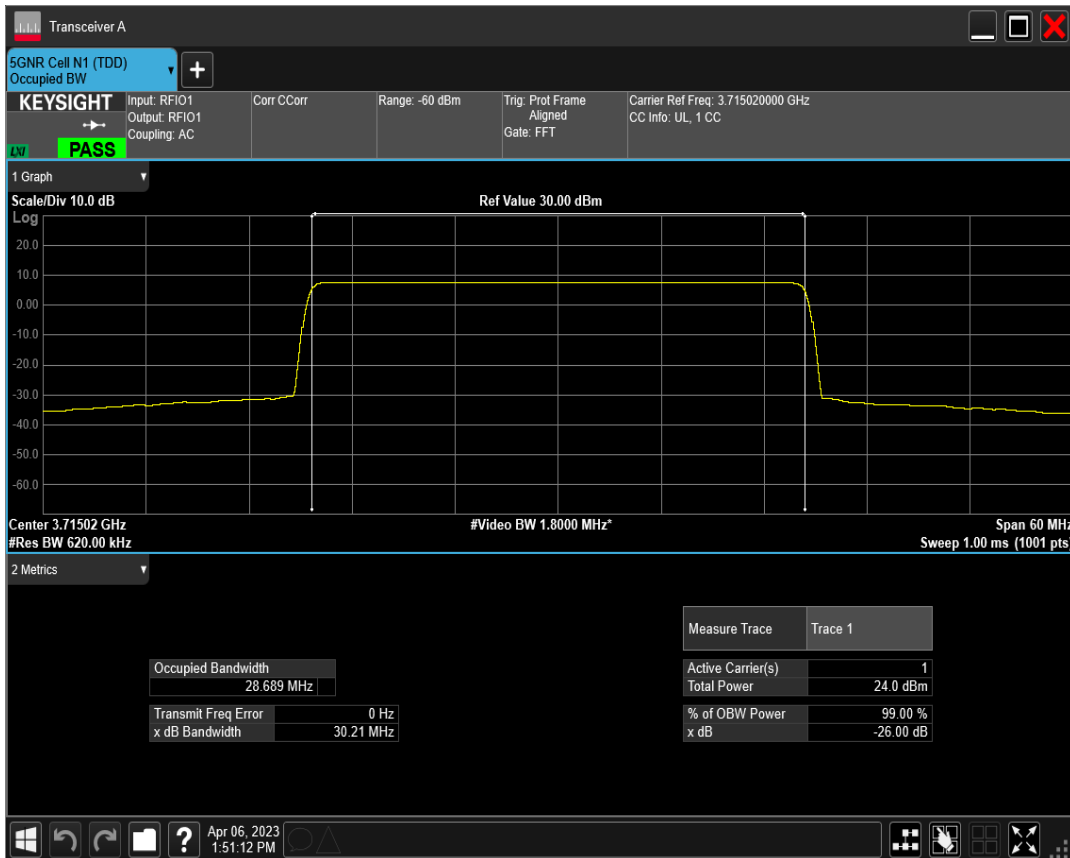 Transceiver A
5GNR Cell N1 (TDD)
Occupied BW
+
KEYSIGHT
LXI
PASS
Input: RFIO1
Output: RFIO1
Coupling: AC
Corr CCorr
Range: -60 dBm
Trig: Prot Frame
Aligned
Gate: FFT
Carrier Ref Freq: 3.715020000 GHz
CC Info: UL, 1 CC
1 Graph
Scale/Div 10.0 dB
Ref Value 30.00 dBm
Log
20.0
10.0
0.00
-10.0
-20.0
-30.0
-40.0
-50.0
-60.0
Center 3.71502 GHz
#Video BW 1.8000 MHz*
Span 60 MHz
#Res BW 620.00 kHz
Sweep 1.00 ms (1001 pts)
2 Metrics
Measure Trace Trace 1
Occupied Bandwidth
28.689 MHz
Active Carrier(s) 1
Total Power 24.0 dBm
Transmit Freq Error 0 Hz
x dB Bandwidth 30.21 MHz
% of OBW Power 99.00 %
x dB -26.00 dB
?
Apr 06, 2023
1:51:12 PM